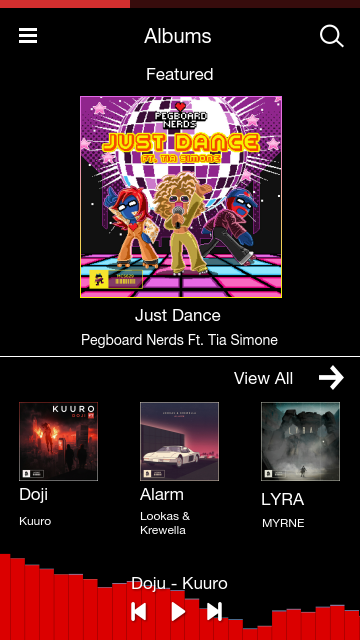 Albums
Featured
PEGBOARD
NERDS
JUST DANCE
FT. TIA SIMONE
Just Dance
Pegboard Nerds Ft. Tia Simone
View All
KUURO
DOJI
LYRA
Doji
Alarm
LYRA
Kuuro
Lookas &
Krewella
MYRNE
Doju - Kuuro